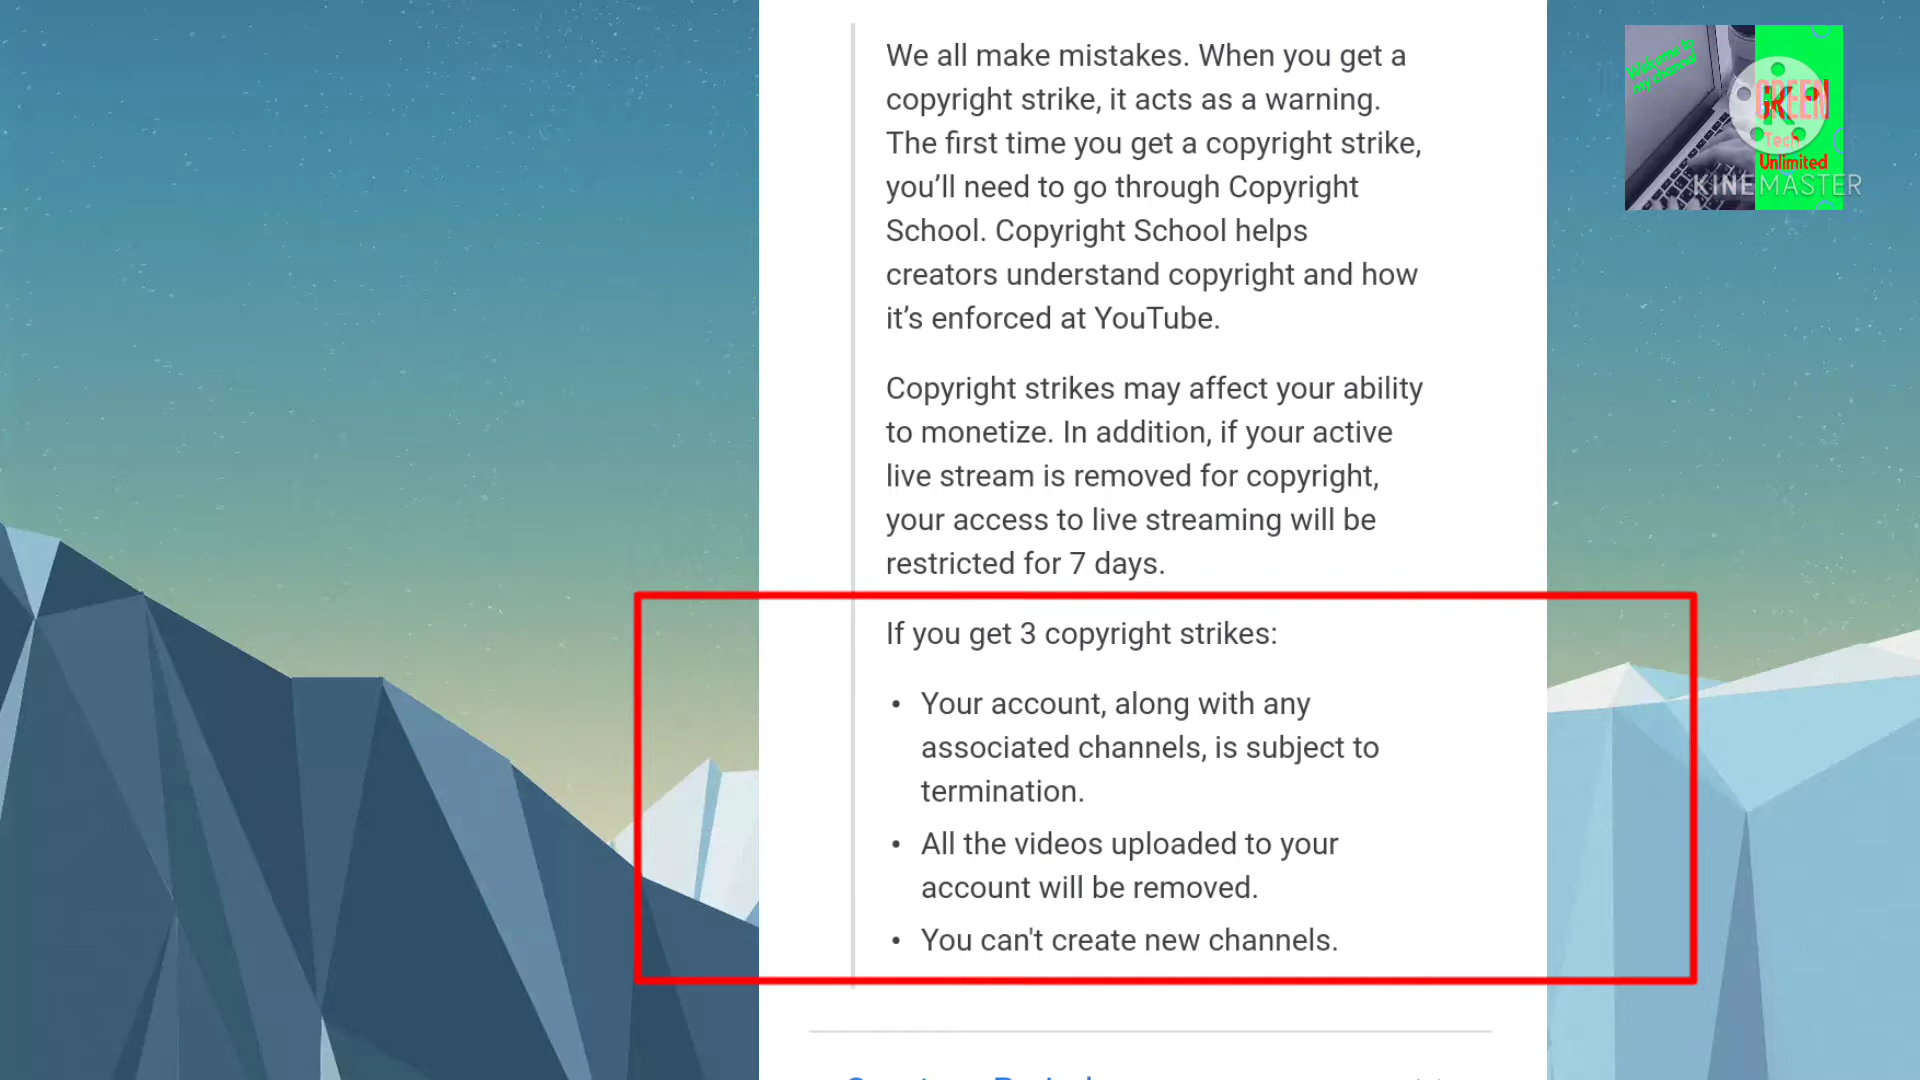 We all make mistakes. When you get a
copyright strike, it acts as a warning.
The first time you get a copyright strike,
you’ll need to go through Copyright
School. Copyright School helps
creators understand copyright and how
it’s enforced at YouTube.
Copyright strikes may affect your ability
to monetize. In addition, if your active
live stream is removed for copyright,
your access to live streaming will be
restricted for 7 days.
If you get 3 copyright strikes:
• Your account, along with any
associated channels, is subject to
termination.
• All the videos uploaded to your
account will be removed.
• You can't create new channels.
Welcome to
my channel
GREEN
K
Tech
Unlimited
KINEMASTER